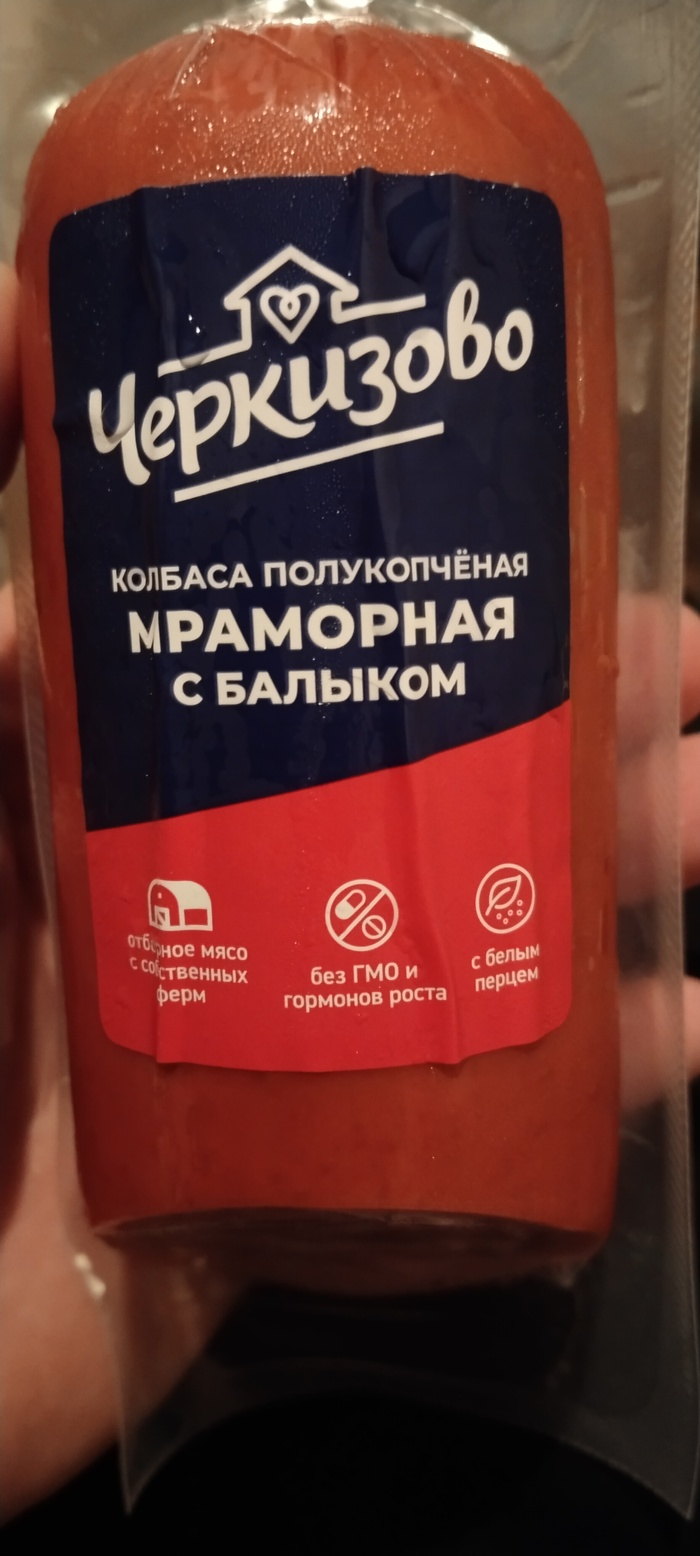 Черкизово
КОЛБАСА ПОЛУКОПЧЁНАЯ
МРАМОРНАЯ
С БАЛЫКОМ
отборное мясо
с собственных
ферм
без ГМО и
гормонов роста
с белым
перцем